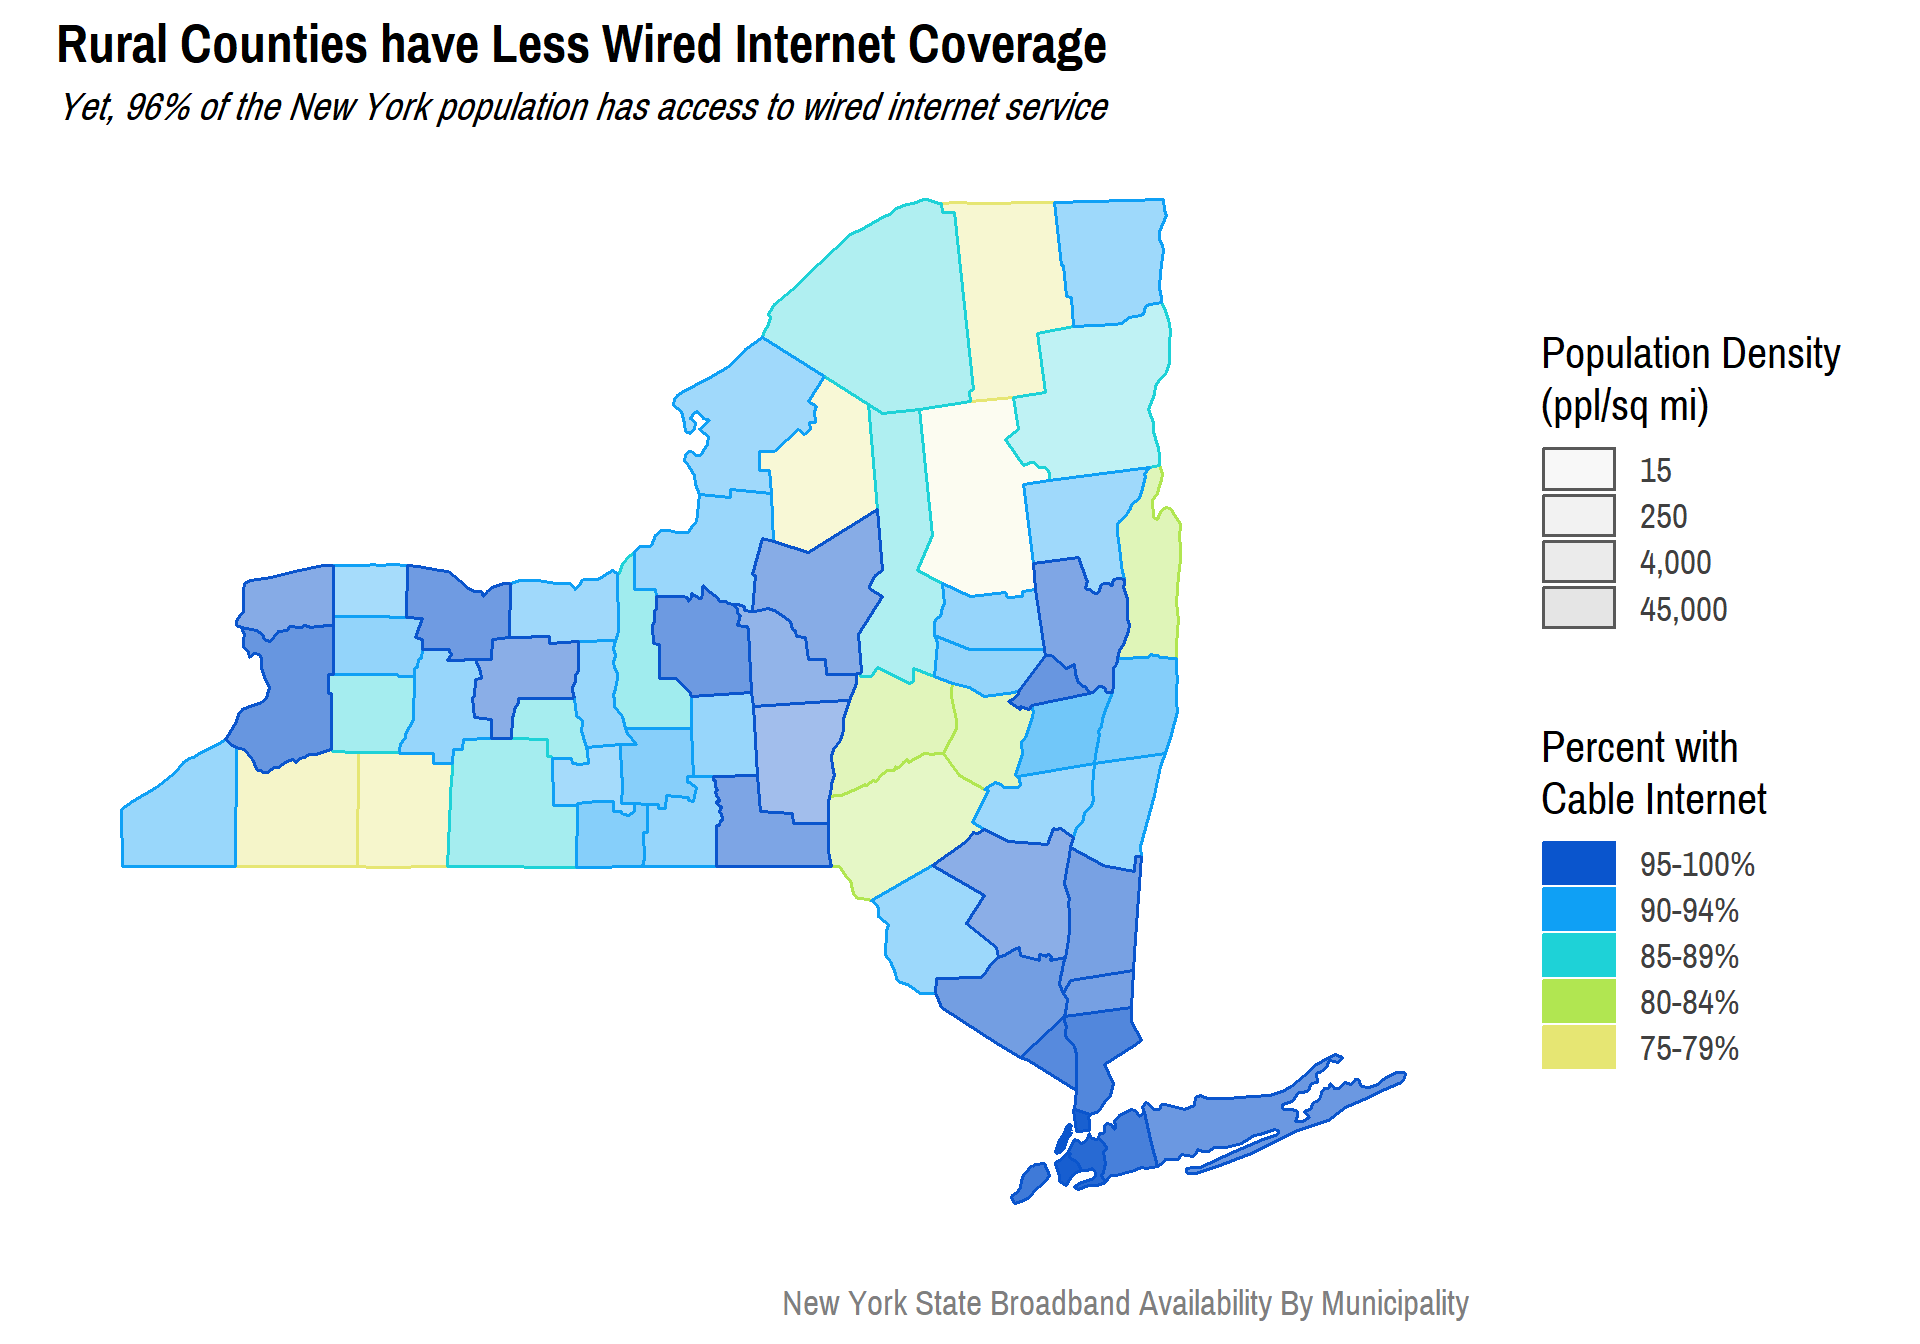 Rural Counties have Less Wired Internet Coverage
Yet, 96% of the New York population has access to wired internet service
Population Density
(ppl/sq mi)
15
250
4,000
45,000
Percent with
Cable Internet
95-100%
90-94%
85-89%
80-84%
75-79%
New York State Broadband Availability By Municipality